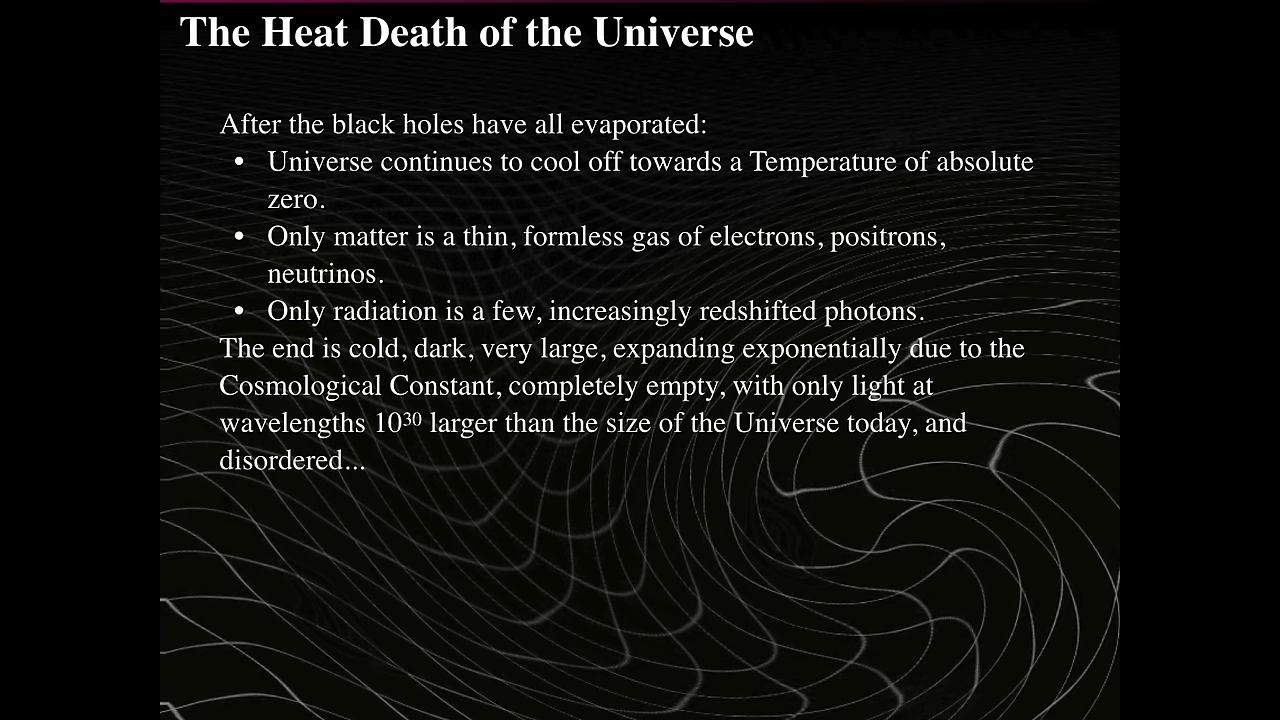 The Heat Death of the Universe
After the black holes have all evaporated:
• Universe continues to cool off towards a Temperature of absolute
zero.
• Only matter is a thin, formless gas of electrons, positrons,
neutrinos.
• Only radiation is a few, increasingly redshifted photons.
The end is cold, dark, very large, expanding exponentially due to the
Cosmological Constant, completely empty, with only light at
wavelengths 10³⁰ larger than the size of the Universe today, and
disordered...